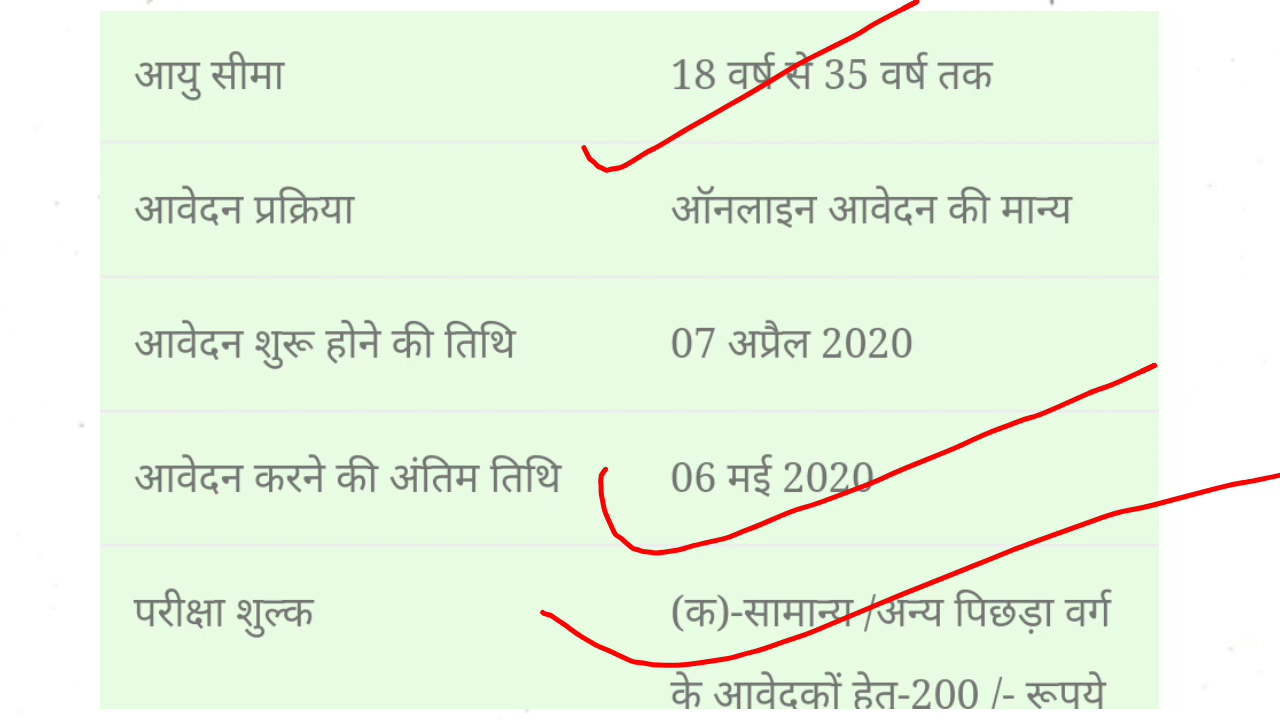 आयु सीमा 18 वर्ष से 35 वर्ष तक
आवेदन प्रक्रिया ऑनलाइन आवेदन की मान्य
आवेदन शुरू होने की तिथि 07 अप्रैल 2020
आवेदन करने की अंतिम तिथि 06 मई 2020
परीक्षा शुल्क (क)-सामान्य /अन्य पिछड़ा वर्ग
के आवेदकों हेतु-200 /- रूपये